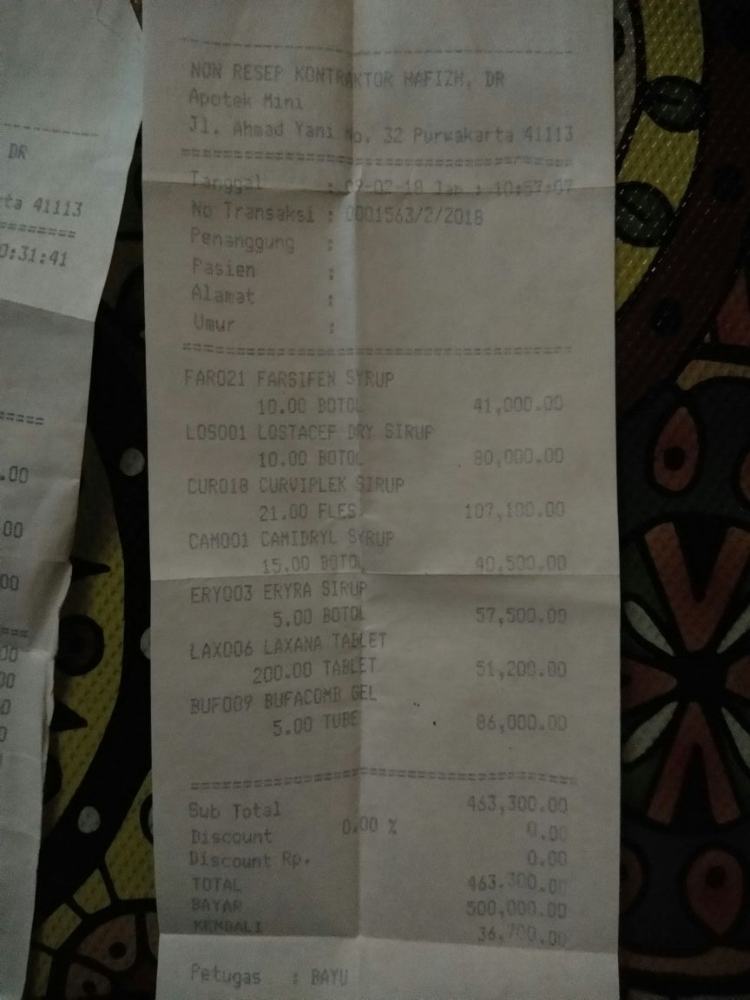 NON RESEP KONTRAKTOR HAFIZH, DR
Apotek Mini
Jl. Ahmad Yani No. 32 Purwakarta 41113
Tanggal : 09-02-18 Jam : 10:57:07
No Transaksi : 0001563/2/2018
Penanggung :
Pasien :
Alamat :
Umur :
FAR021 FARSIFEN SYRUP
10.00 BOTOL 41,000.00
LOS001 LOSTACEF DRY SIRUP
10.00 BOTOL 80,000.00
CUR018 CURVIPLEK SIRUP
21.00 FLES 107,100.00
CAM001 CAMIDRYL SYRUP
15.00 BOTOL 40,500.00
ERY003 ERYRA SIRUP
5.00 BOTOL 57,500.00
LAX006 LAXANA TABLET
200.00 TABLET 51,200.00
BUF009 BUFACOMB GEL
5.00 TUBE 86,000.00
Sub Total 463,300.00
Discount 0.00 % 0.00
Discount Rp. 0.00
TOTAL 463,300.00
BAYAR 500,000.00
KEMBALI 36,700.00
Petugas : BAYU
DR
ta 41113
0:31:41
.00
00
00
00
00
0
0